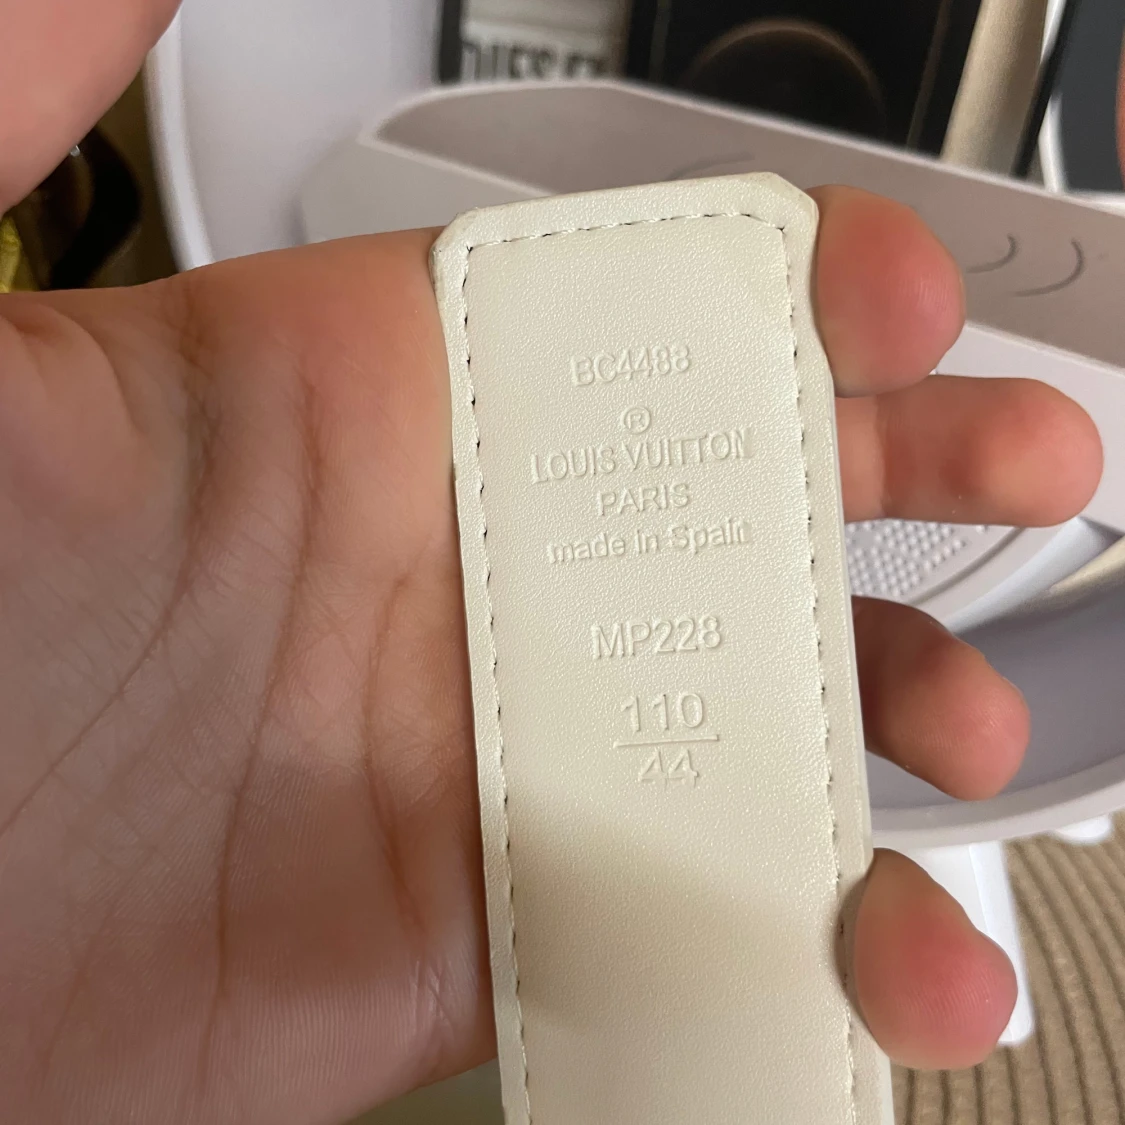 BC4488
®
LOUIS VUITTON
PARIS
made in Spain
MP228
110
44